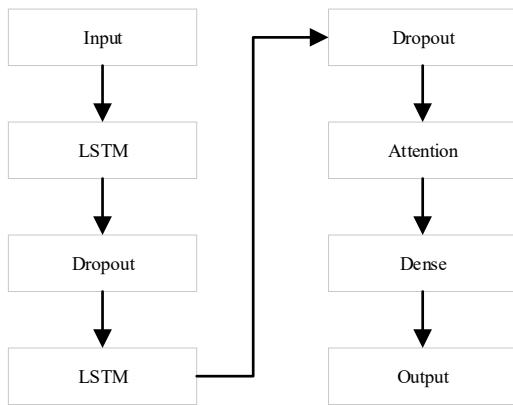 Input
LSTM
Dropout
LSTM
Dropout
Attention
Dense
Output